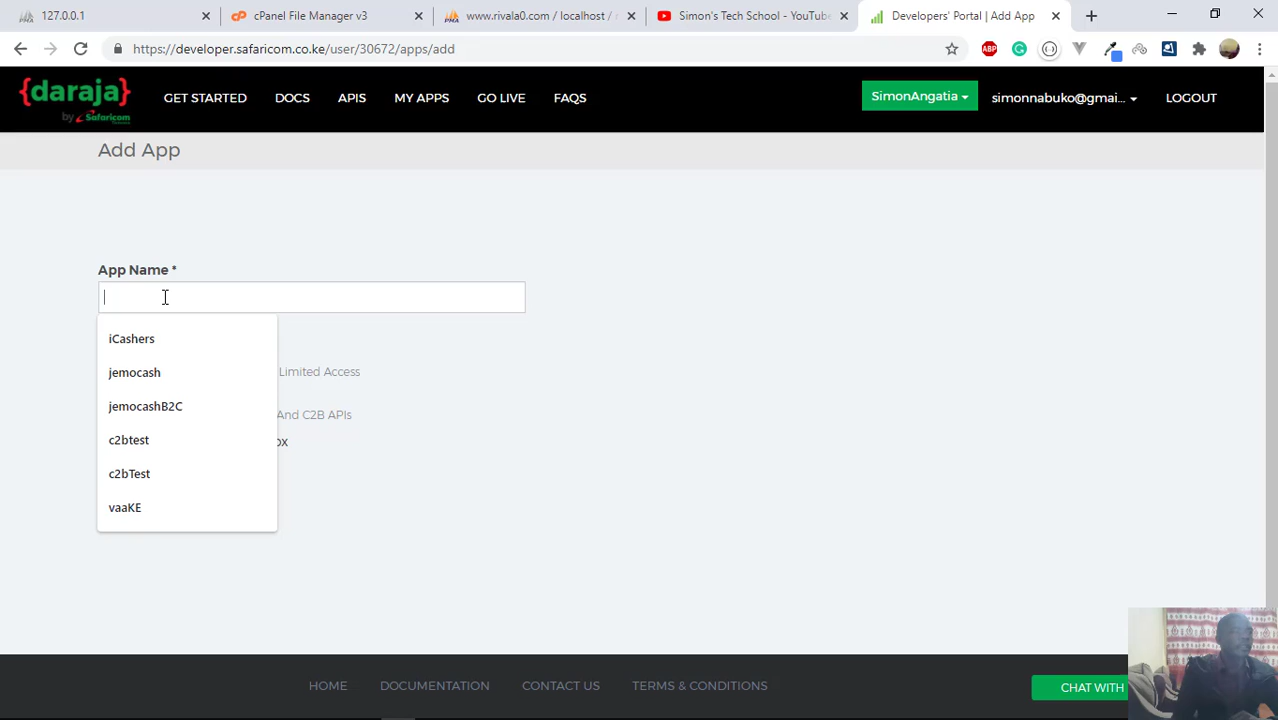 127.0.0.1
cPanel File Manager v3
www.rivala0.com / localhost / r
Simon's Tech School - YouTube
Developers' Portal | Add App
https://developer.safaricom.co.ke/user/30672/apps/add
{daraja}
by Safaricom
GET STARTED
DOCS
APIS
MY APPS
GO LIVE
FAQS
SimonAngatia
simonnabuko@gmai...
LOGOUT
Add App
App Name *
iCashers
jemocash
jemocashB2C
c2btest
c2bTest
vaaKE
Limited Access
And C2B APIs
ox
HOME
DOCUMENTATION
CONTACT US
TERMS & CONDITIONS
CHAT WITH